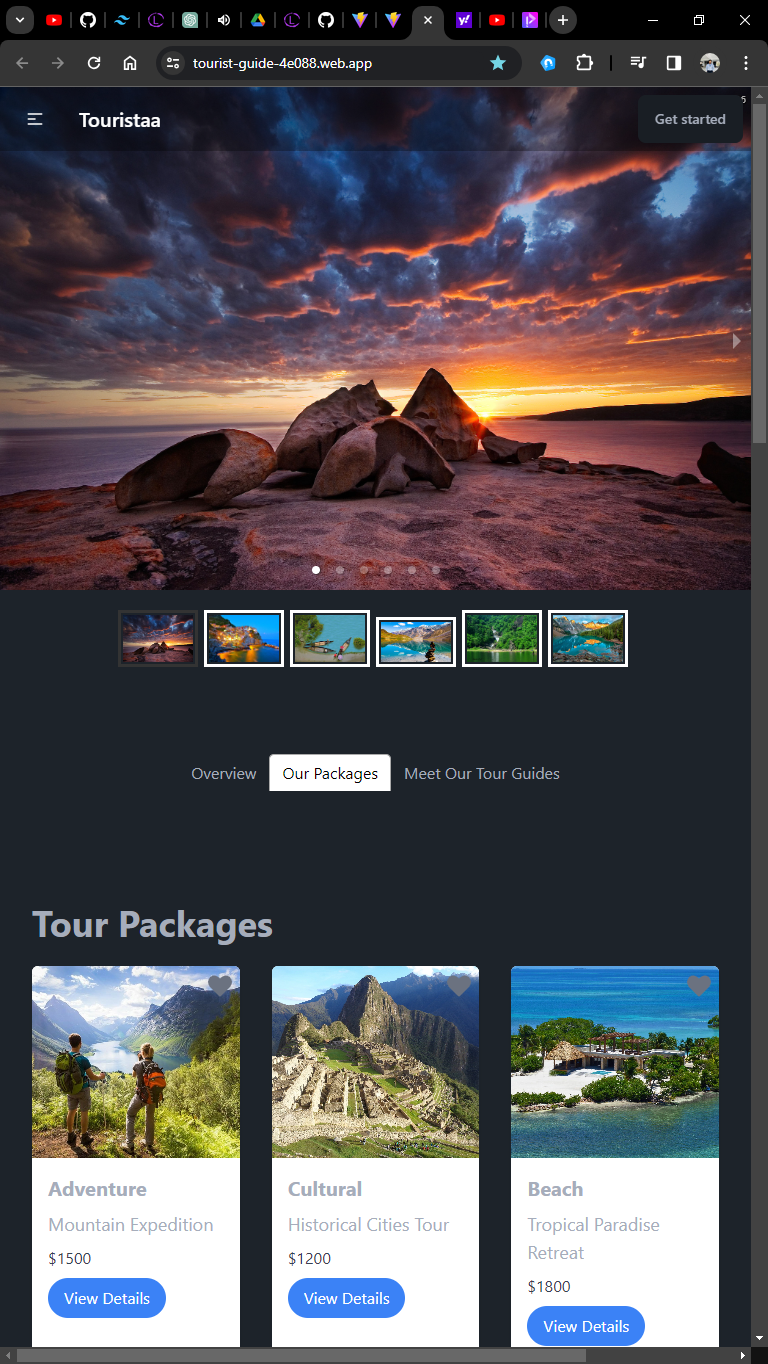 tourist-guide-4e088.web.app
Touristaa
Get started
Overview
Our Packages
Meet Our Tour Guides
Tour Packages
Adventure
Mountain Expedition
$1500
View Details
Cultural
Historical Cities Tour
$1200
View Details
Beach
Tropical Paradise
Retreat
$1800
View Details